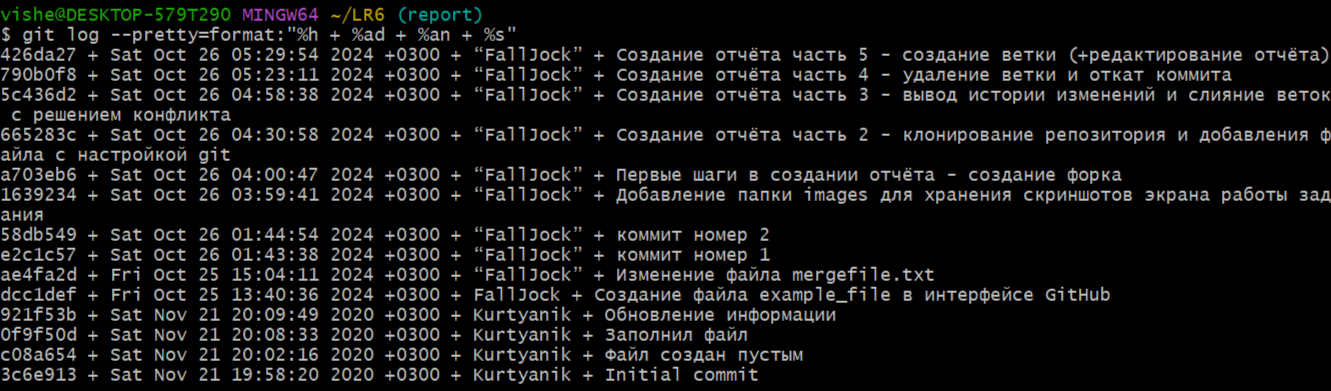 vishe@DESKTOP-579T290 MINGW64 ~/LR6 (report)
$ git log --pretty=format:"%h + %ad + %an + %s"
426da27 + Sat Oct 26 05:29:54 2024 +0300 + “FallJock” + Создание отчёта часть 5 - создание ветки (+редактирование отчёта)
790b0f8 + Sat Oct 26 05:23:11 2024 +0300 + “FallJock” + Создание отчёта часть 4 - удаление ветки и откат коммита
5c436d2 + Sat Oct 26 04:58:38 2024 +0300 + “FallJock” + Создание отчёта часть 3 - вывод истории изменений и слияние веток
с решением конфликта
665283c + Sat Oct 26 04:30:58 2024 +0300 + “FallJock” + Создание отчёта часть 2 - клонирование репозитория и добавления ф
айла с настройкой git
a703eb6 + Sat Oct 26 04:00:47 2024 +0300 + “FallJock” + Первые шаги в создании отчёта - создание форка
1639234 + Sat Oct 26 03:59:41 2024 +0300 + “FallJock” + Добавление папки images для хранения скриншотов экрана работы зад
ания
58db549 + Sat Oct 26 01:44:54 2024 +0300 + “FallJock” + коммит номер 2
e2c1c57 + Sat Oct 26 01:43:38 2024 +0300 + “FallJock” + коммит номер 1
ae4fa2d + Fri Oct 25 15:04:11 2024 +0300 + “FallJock” + Изменение файла mergefile.txt
dcc1def + Fri Oct 25 13:40:36 2024 +0300 + FallJock + Создание файла example_file в интерфейсе GitHub
921f53b + Sat Nov 21 20:09:49 2020 +0300 + Kurtyanik + Обновление информации
0f9f50d + Sat Nov 21 20:08:33 2020 +0300 + Kurtyanik + Заполнил файл
c08a654 + Sat Nov 21 20:02:16 2020 +0300 + Kurtyanik + Файл создан пустым
3c6e913 + Sat Nov 21 19:58:20 2020 +0300 + Kurtyanik + Initial commit